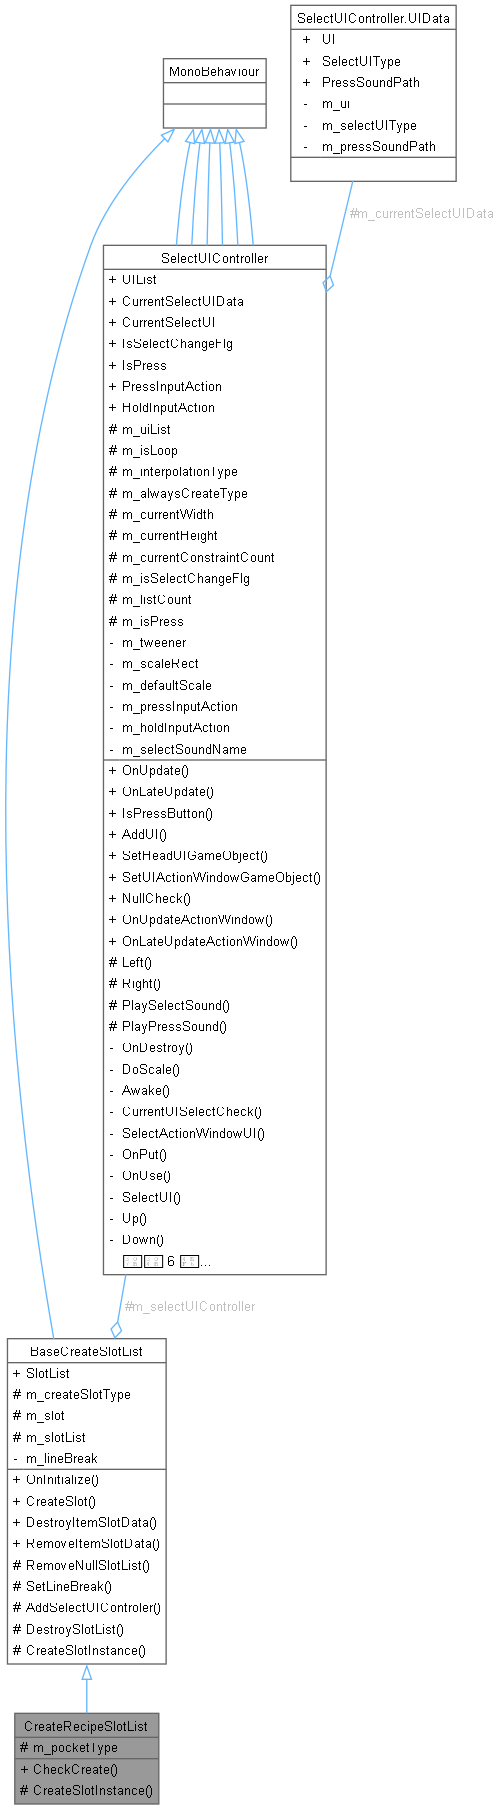 SelectUIController.UIData
+ UI
+ SelectUIType
+ PressSoundPath
- m_ui
- m_selectUIType
- m_pressSoundPath
MonoBehaviour
#m_currentSelectUIData
SelectUIController
+ UIList
+ CurrentSelectUIData
+ CurrentSelectUI
+ IsSelectChangeFlg
+ IsPress
+ PressInputAction
+ HoldInputAction
# m_uiList
# m_isLoop
# m_interpolationType
# m_alwaysCreateType
# m_currentWidth
# m_currentHeight
# m_currentConstraintCount
# m_isSelectChangeFlg
# m_listCount
# m_isPress
- m_tweener
- m_scaleRect
- m_defaultScale
- m_pressInputAction
- m_holdInputAction
- m_selectSoundName
+ OnUpdate()
+ OnLateUpdate()
+ IsPressButton()
+ AddUI()
+ SetHeadUIGameObject()
+ SetUIActionWindowGameObject()
+ NullCheck()
+ OnUpdateActionWindow()
+ OnLateUpdateActionWindow()
# Left()
# Right()
# PlaySelectSound()
# PlayPressSound()
- OnDestroy()
- DoScale()
- Awake()
- CurrentUISelectCheck()
- SelectActionWindowUI()
- OnPut()
- OnUse()
- SelectUI()
- Up()
- Down()
6 ...
#m_selectUIController
BaseCreateSlotList
+ SlotList
# m_createSlotType
# m_slot
# m_slotList
- m_lineBreak
+ OnInitialize()
+ CreateSlot()
+ DestroyItemSlotData()
+ RemoveItemSlotData()
# RemoveNullSlotList()
# SetLineBreak()
# AddSelectUIControler()
# DestroySlotList()
# CreateSlotInstance()
CreateRecipeSlotList
# m_pocketType
+ CheckCreate()
# CreateSlotInstance()